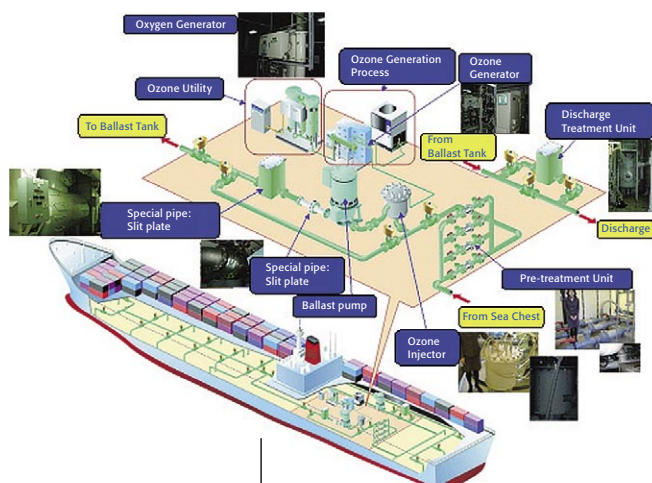 Oxygen Generator
Ozone Generation
Process
Ozone
Generator
Ozone Utility
To Ballast Tank
From
Ballast Tank
Discharge
Treatment Unit
Special pipe:
Slit plate
Discharge
Special pipe:
Slit plate
Pre-treatment Unit
Ballast pump
From Sea Chest
Ozone
Injector